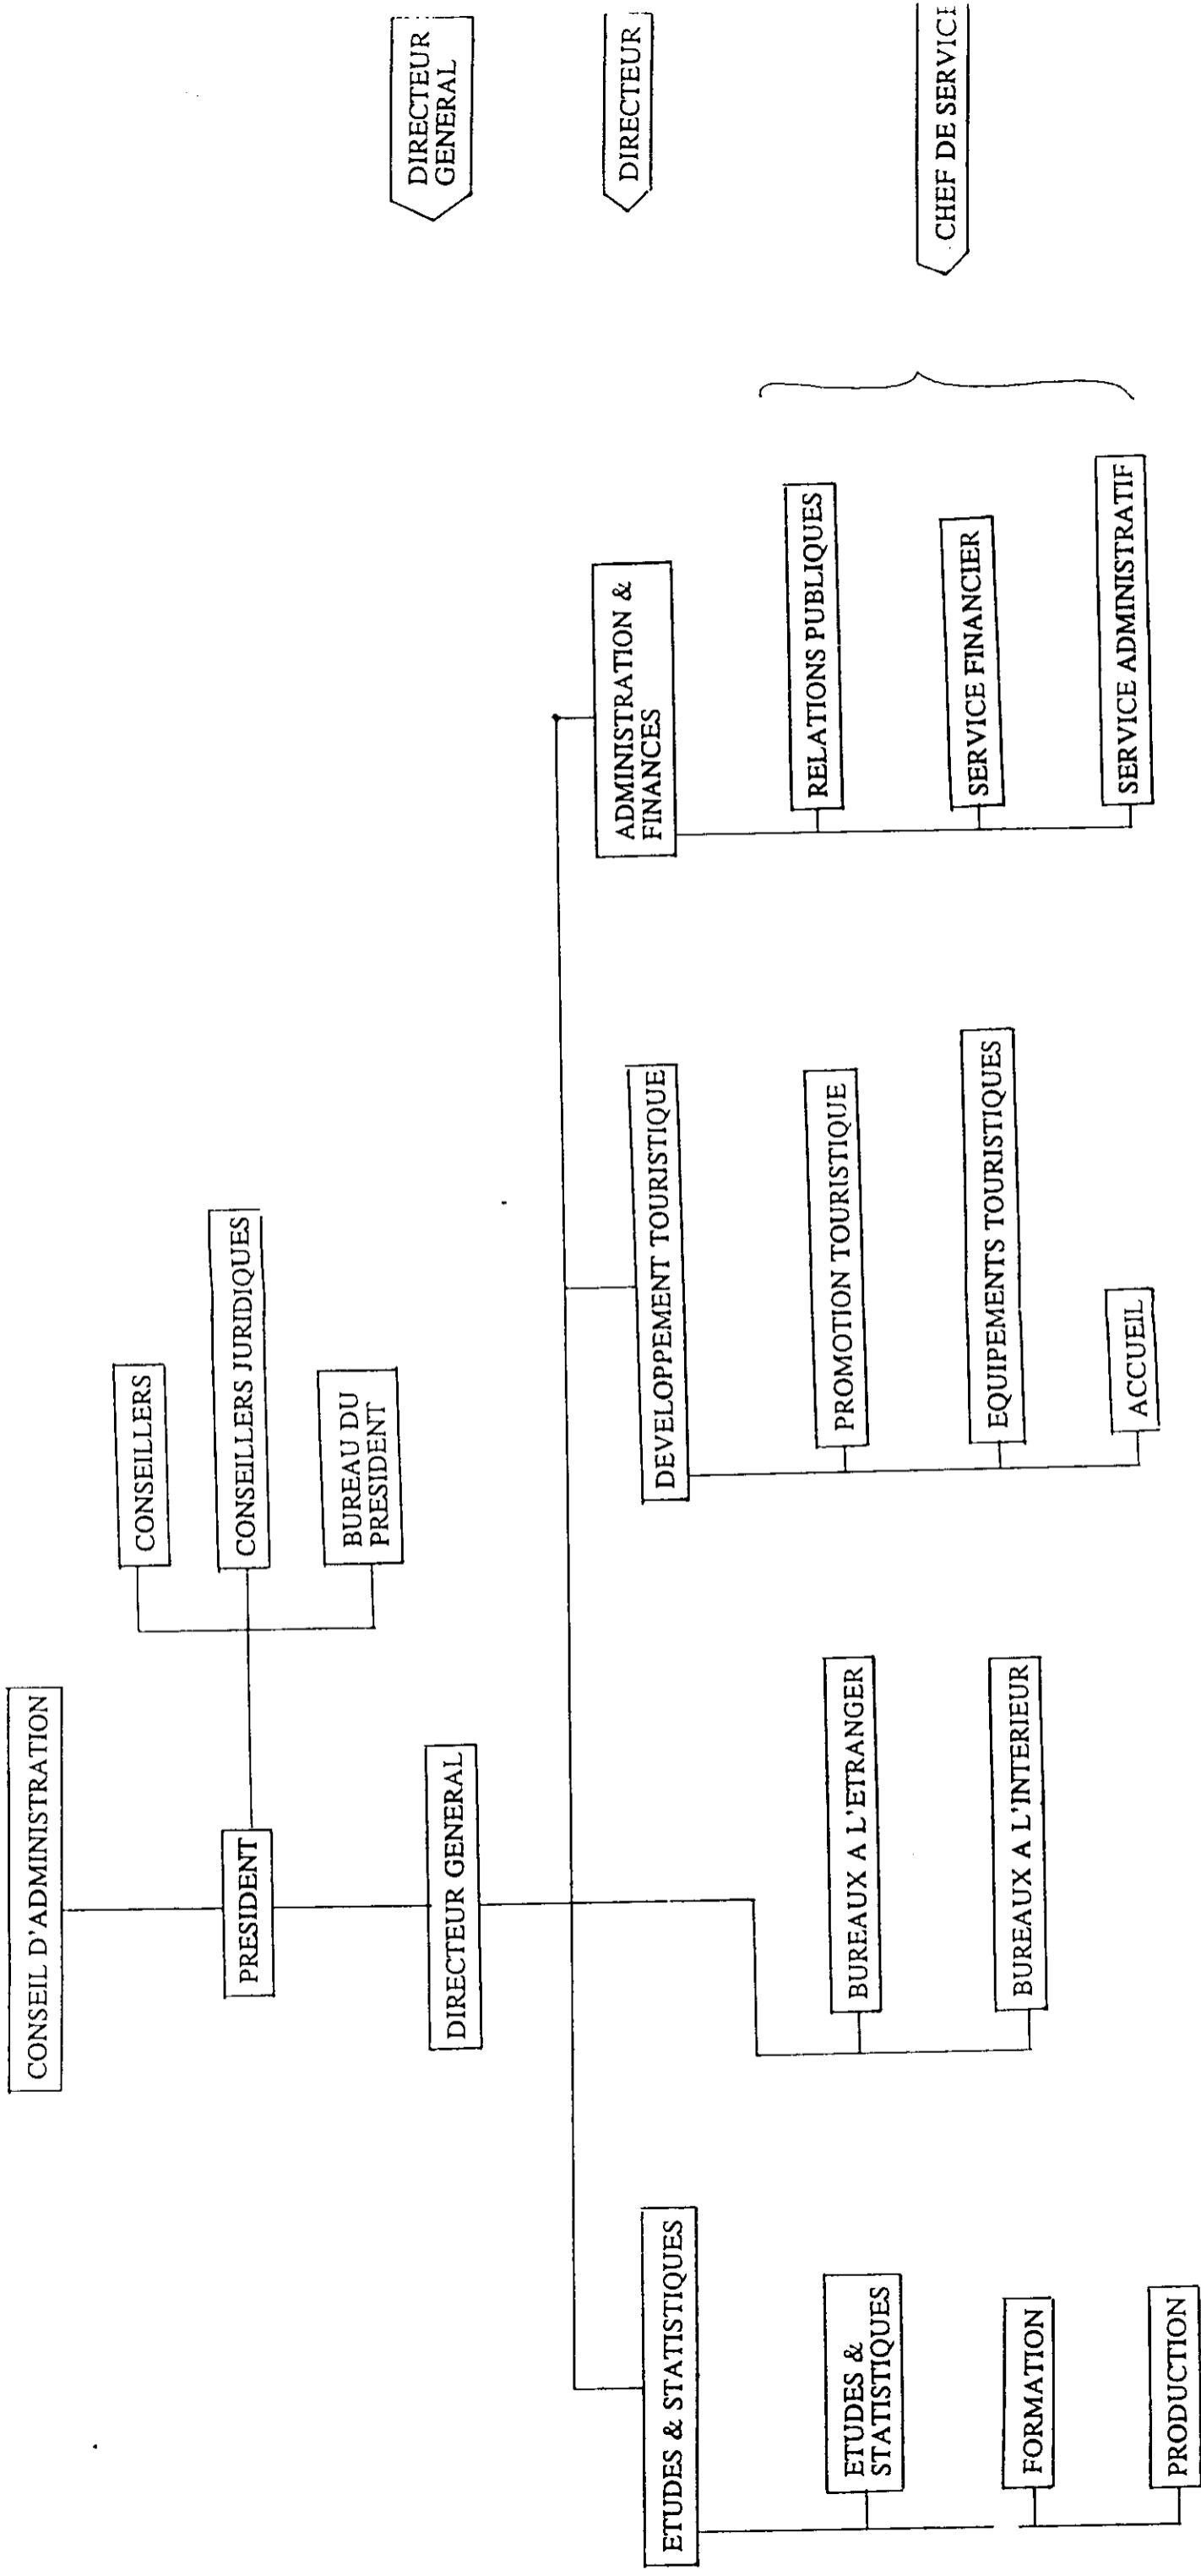 CONSEIL D'ADMINISTRATION
CONSEILLERS
PRESIDENT
CONSEILLERS JURIDIQUES
BUREAU DU
PRESIDENT
DIRECTEUR GENERAL
DIRECTEUR
GENERAL
ETUDES & STATISTIQUES
DEVELOPPEMENT TOURISTIQUE
ADMINISTRATION &
FINANCES
DIRECTEUR
ETUDES &
STATISTIQUES
BUREAUX A L'ETRANGER
PROMOTION TOURISTIQUE
RELATIONS PUBLIQUES
FORMATION
BUREAUX A L'INTERIEUR
EQUIPEMENTS TOURISTIQUES
SERVICE FINANCIER
CHEF DE SERVICE
PRODUCTION
ACCUEIL
SERVICE ADMINISTRATIF